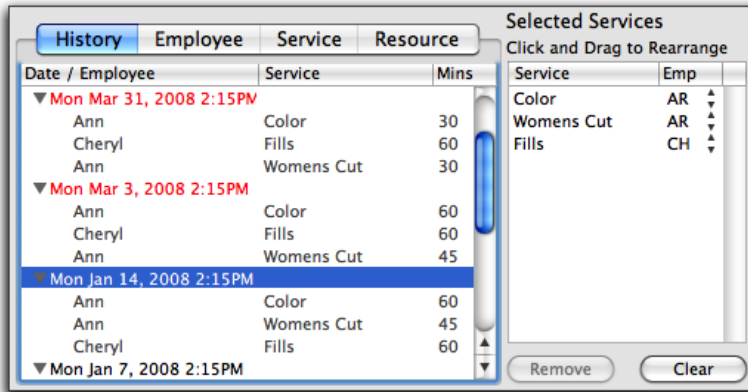 History Employee Service Resource
Date / Employee Service Mins
Mon Mar 31, 2008 2:15PM
Ann Color 30
Cheryl Fills 60
Ann Womens Cut 30
Mon Mar 3, 2008 2:15PM
Ann Color 60
Cheryl Fills 60
Ann Womens Cut 45
Mon Jan 14, 2008 2:15PM
Ann Color 60
Ann Womens Cut 45
Cheryl Fills 60
Mon Jan 7, 2008 2:15PM
Selected Services
Click and Drag to Rearrange
Service Emp
Color AR
Womens Cut AR
Fills CH
Remove Clear